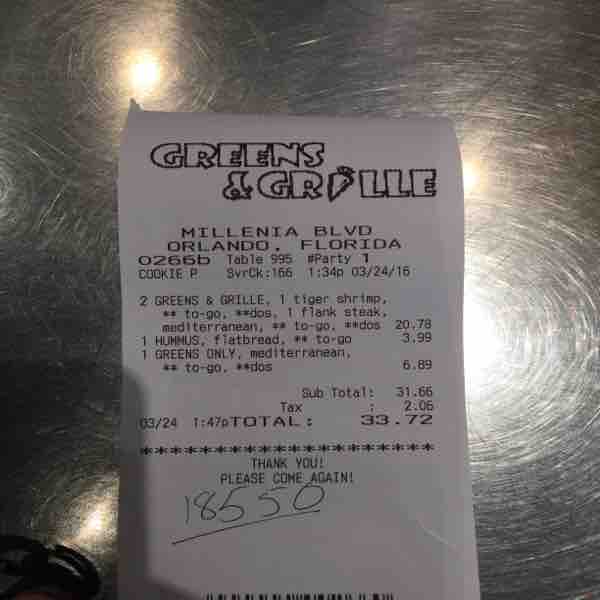 GREENS
& GRILLE
MILLENIA BLVD
ORLANDO, FLORIDA
0266b Table 995 #Party 1
COOKIE P SvrCk:166 1:34p 03/24/16
2 GREENS & GRILLE, 1 tiger shrimp,
** to-go, **dos, 1 flank steak,
mediterranean, ** to-go, **dos 20.78
1 HUMMUS, flatbread, ** to-go 3.99
1 GREENS ONLY, mediterranean,
** to-go, **dos 6.89
Sub Total: 31.66
Tax : 2.06
03/24 1:47pTOTAL: 33.72
*****************************
THANK YOU!
PLEASE COME AGAIN!
18550